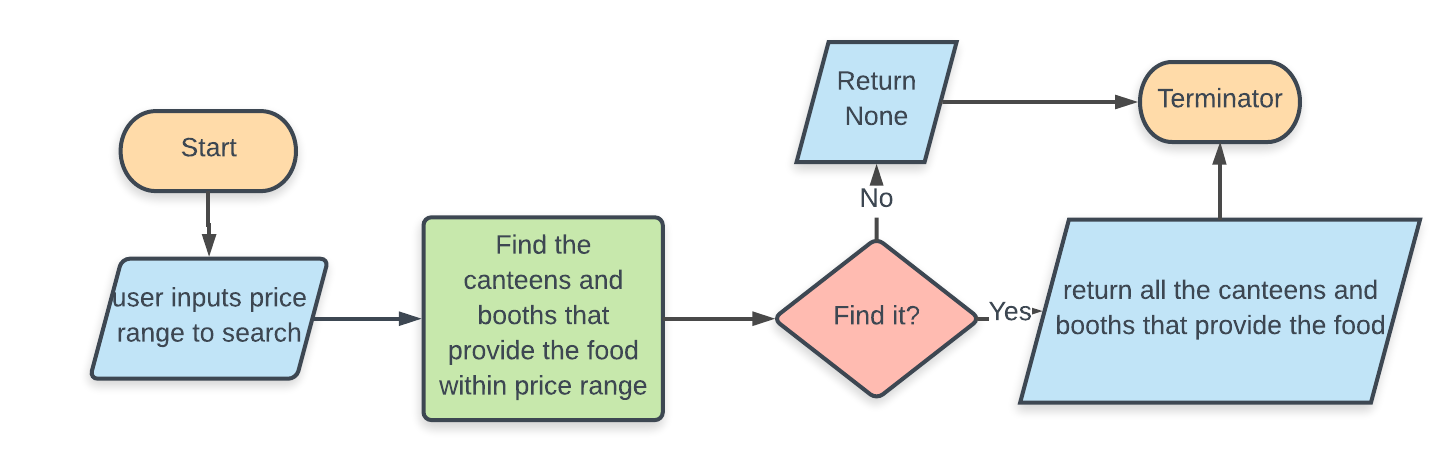 Start
user inputs price
range to search
Find the
canteens and
booths that
provide the food
within price range
Find it?
No
Return
None
Yes
return all the canteens and
booths that provide the food
Terminator